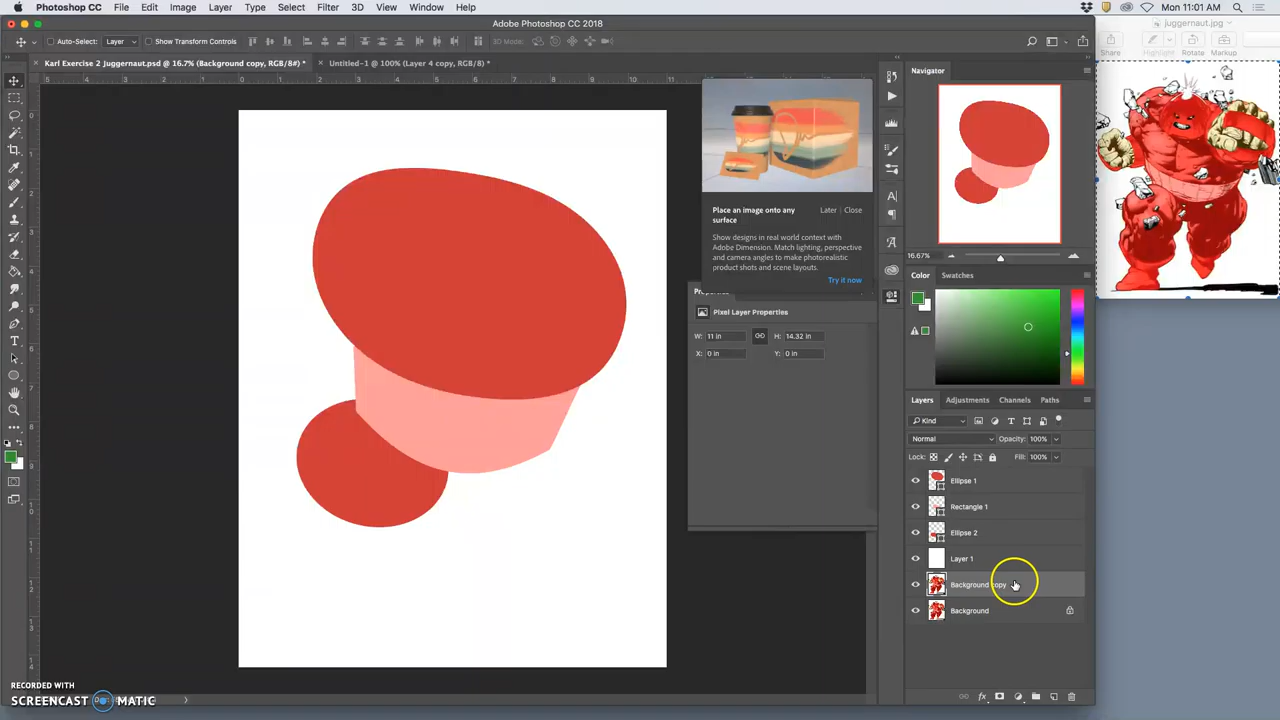 Photoshop CC File Edit Image Layer Type Select Filter 3D View Window Help
Mon 11:01 AM
Adobe Photoshop CC 2018
juggernaut.jpg
Auto-Select: Layer Show Transform Controls 3D Mode:
Share Highlight Rotate Markup
Karl Exercise 2 Juggernaut.psd @ 16.7% (Background copy, RGB/8#) *
Untitled-1 @ 100% (Layer 4 copy, RGB/8) *
Navigator
Place an image onto any
surface
Later Close
Show designs in real world context with
Adobe Dimension. Match lighting, perspective
and camera angles to make photorealistic
product shots and scene layouts.
Try it now
16.67%
Color Swatches
Pixel Layer Properties
W: 11 in H: 14.32 in
X: 0 in Y: 0 in
Layers Adjustments Channels Paths
Kind
Normal Opacity: 100%
Lock: Fill: 100%
Ellipse 1
Rectangle 1
Ellipse 2
Layer 1
Background copy
Background
RECORDED WITH
SCREENCAST MATIC